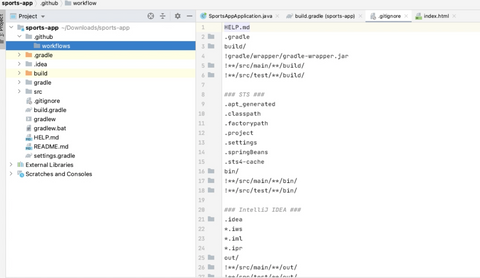 sports-app
.github
workflow
Project
SportsAppApplication.java
build.gradle (sports-app)
.gitignore
index.html
Project
sports-app ~/Downloads/sports-app
.github
workflows
.gradle
.idea
build
gradle
src
.gitignore
build.gradle
gradlew
gradlew.bat
HELP.md
README.md
settings.gradle
External Libraries
Scratches and Consoles
1 HELP.md
2 .gradle
3 build/
4 !gradle/wrapper/gradle-wrapper.jar
5 !**/src/main/**/build/
6 !**/src/test/**/build/
7
8 ### STS ###
9 .apt_generated
10 .classpath
11 .factorypath
12 .project
13 .settings
14 .springBeans
15 .sts4-cache
16 bin/
17 !**/src/main/**/bin/
18 !**/src/test/**/bin/
19
20 ### IntelliJ IDEA ###
21 .idea
22 *.iws
23 *.iml
24 *.ipr
25 out/
26 !**/src/main/**/out/
!**/src/test/**/out/